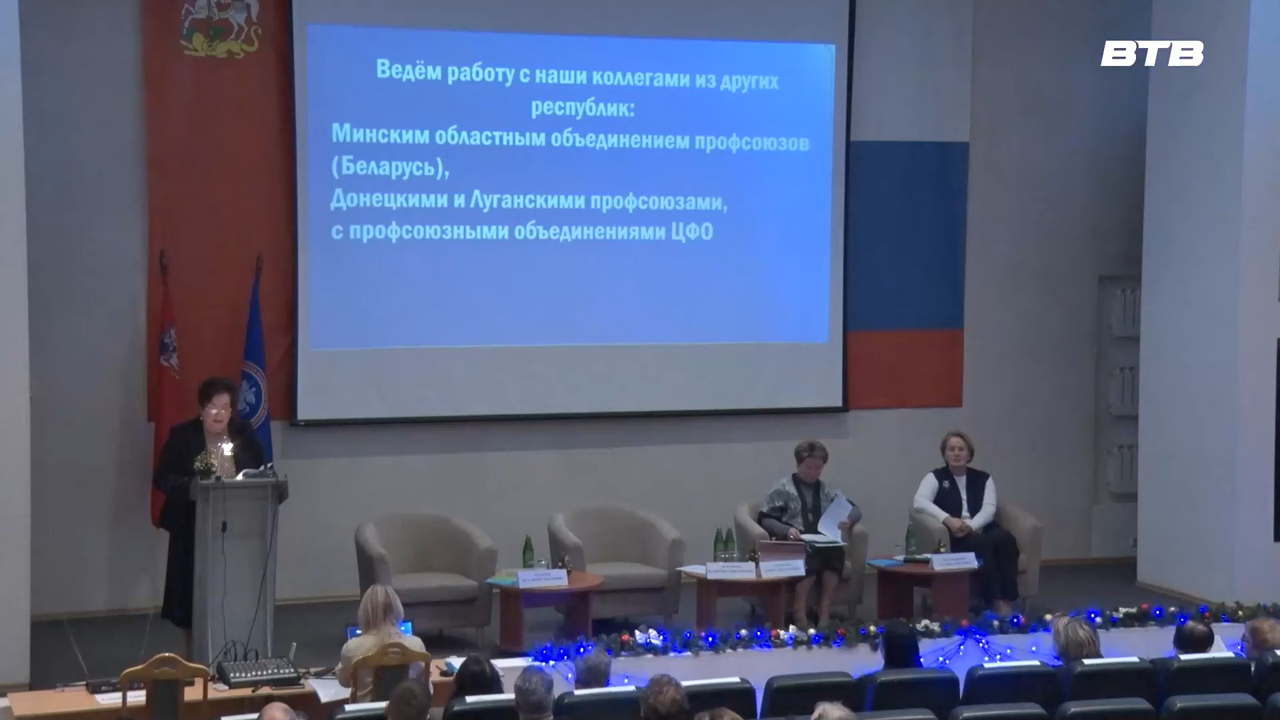 ВТВ
Ведём работу с наши коллегами из других
республик:
Минским областным объединением профсоюзов
(Беларусь),
Донецкими и Луганскими профсоюзами,
с профсоюзными объединениями ЦФО